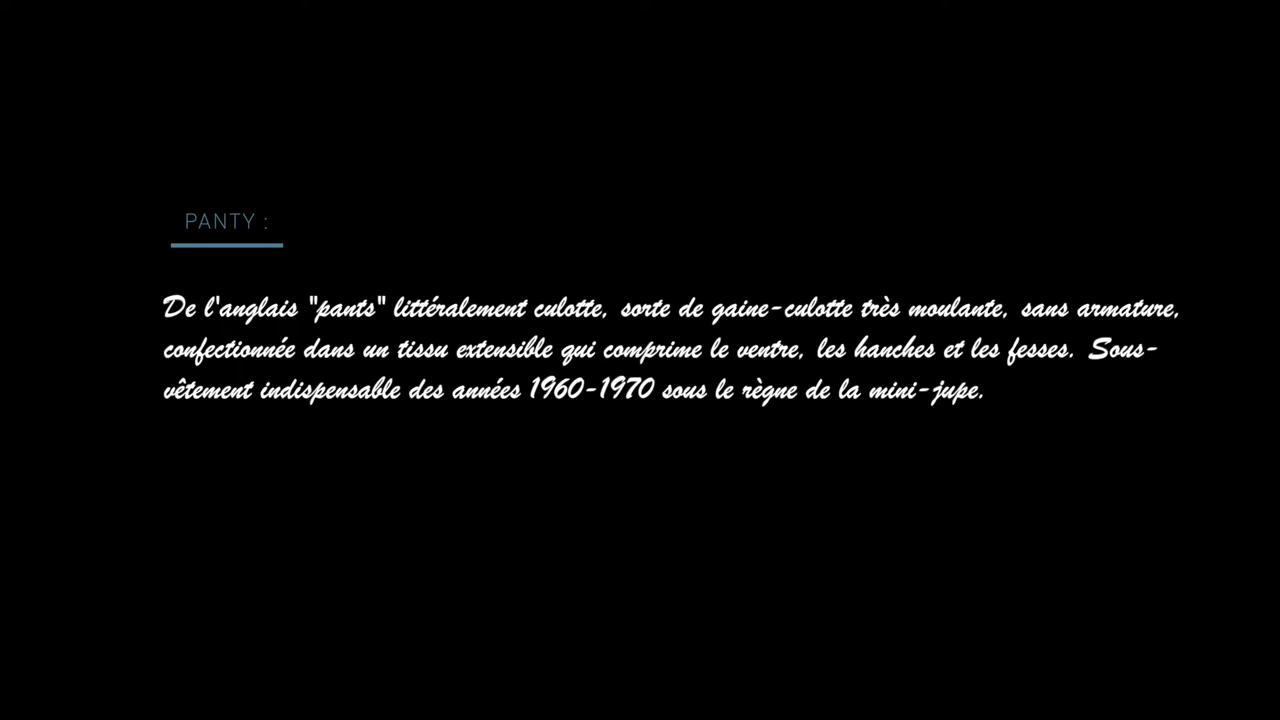 PANTY :
De l'anglais "pants" littéralement culotte, sorte de gaine-culotte très moulante, sans armature,
confectionnée dans un tissu extensible qui comprime le ventre, les hanches et les fesses. Sous-
vêtement indispensable des années 1960-1970 sous le règne de la mini-jupe.